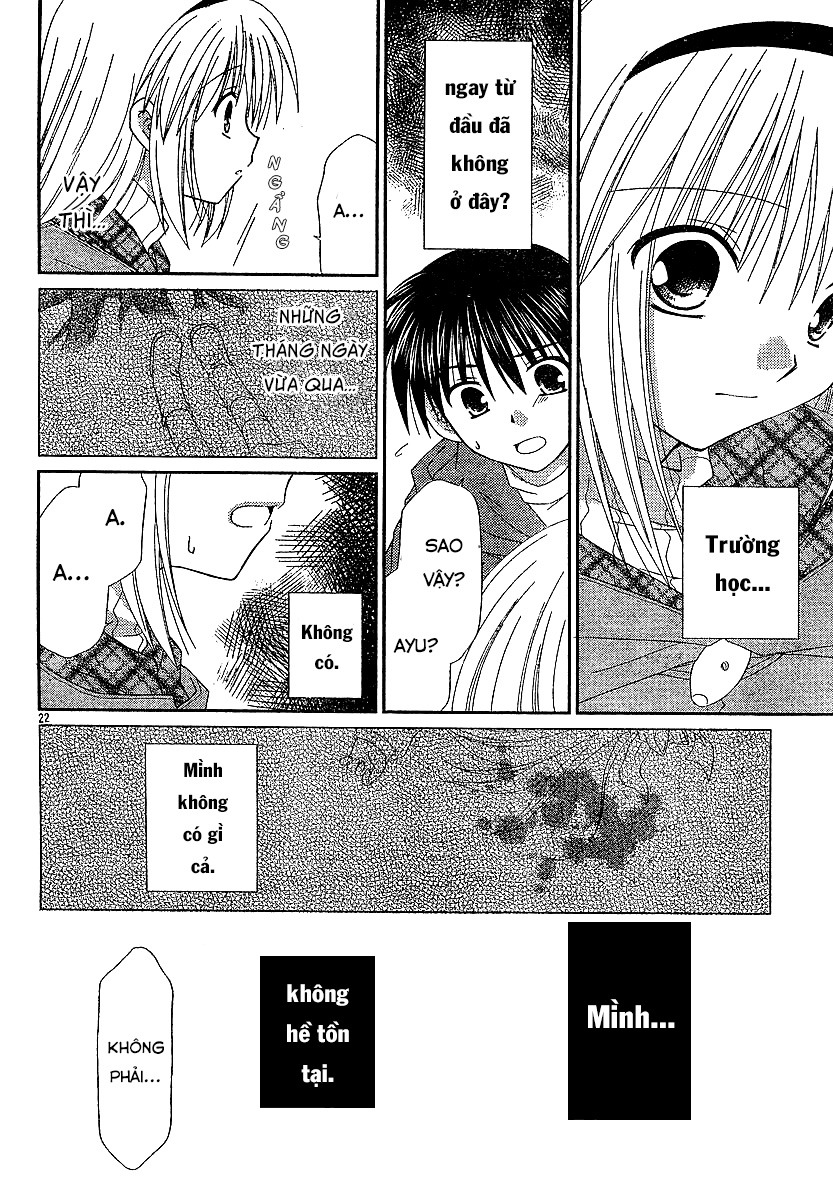 Trường
học...
ngay từ
đầu đã
không
ở đây?
SAO
VẬY?
AYU?
A...
NGẨNG
VẬY
THÌ...
NHỮNG
THÁNG NGÀY
VỪA QUA...
Không
có.
A.
A...
22
Mình
không
có gì
cả.
Mình...
không
hề tồn
tại.
KHÔNG
PHẢI...